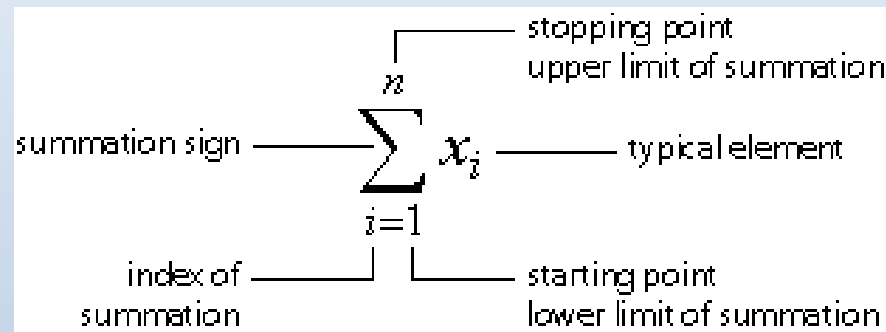 stopping point
upper limit of summation
n
summation sign
∑ xᵢ
typical element
i=1
index of
summation
starting point
lower limit of summation